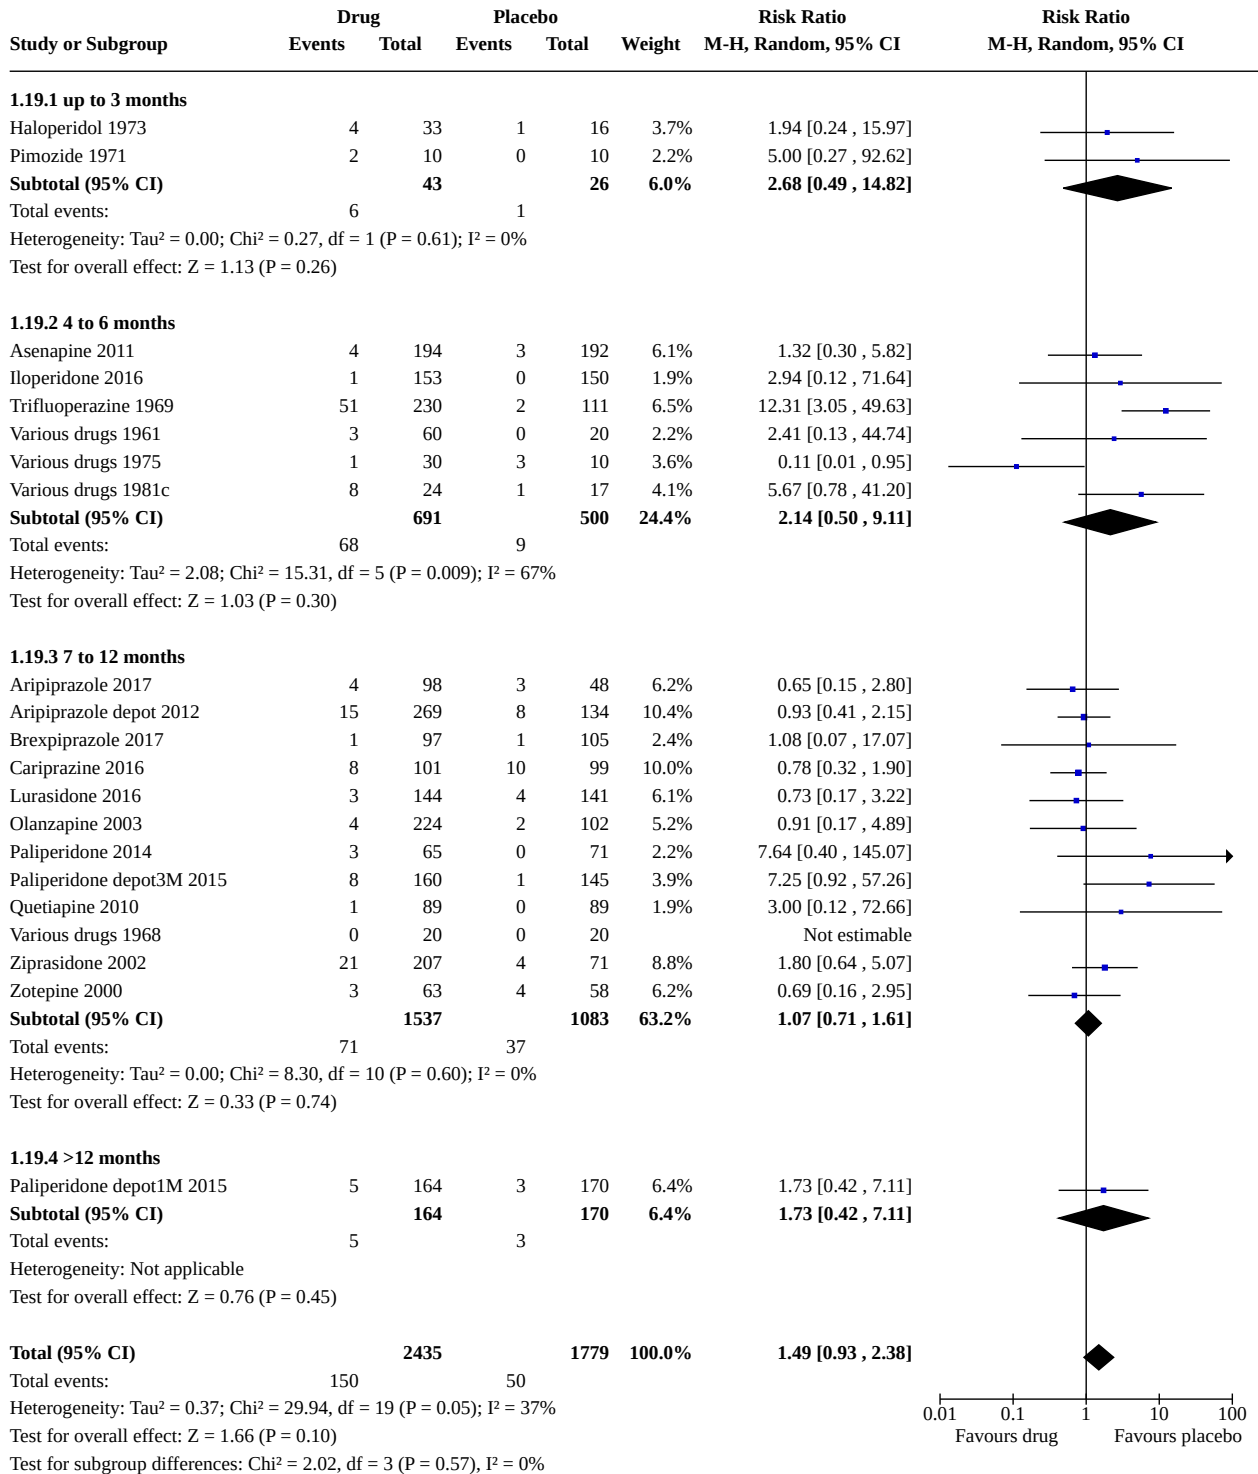 Drug Placebo Risk Ratio Risk Ratio
Study or Subgroup Events Total Events Total Weight M-H, Random, 95% CI M-H, Random, 95% CI
1.19.1 up to 3 months
Haloperidol 1973 4 33 1 16 3.7% 1.94 [0.24 , 15.97]
Pimozide 1971 2 10 0 10 2.2% 5.00 [0.27 , 92.62]
Subtotal (95% CI) 43 26 6.0% 2.68 [0.49 , 14.82]
Total events: 6 1
Heterogeneity: Tau² = 0.00; Chi² = 0.27, df = 1 (P = 0.61); I² = 0%
Test for overall effect: Z = 1.13 (P = 0.26)
1.19.2 4 to 6 months
Asenapine 2011 4 194 3 192 6.1% 1.32 [0.30 , 5.82]
Iloperidone 2016 1 153 0 150 1.9% 2.94 [0.12 , 71.64]
Trifluoperazine 1969 51 230 2 111 6.5% 12.31 [3.05 , 49.63]
Various drugs 1961 3 60 0 20 2.2% 2.41 [0.13 , 44.74]
Various drugs 1975 1 30 3 10 3.6% 0.11 [0.01 , 0.95]
Various drugs 1981c 8 24 1 17 4.1% 5.67 [0.78 , 41.20]
Subtotal (95% CI) 691 500 24.4% 2.14 [0.50 , 9.11]
Total events: 68 9
Heterogeneity: Tau² = 2.08; Chi² = 15.31, df = 5 (P = 0.009); I² = 67%
Test for overall effect: Z = 1.03 (P = 0.30)
1.19.3 7 to 12 months
Aripiprazole 2017 4 98 3 48 6.2% 0.65 [0.15 , 2.80]
Aripiprazole depot 2012 15 269 8 134 10.4% 0.93 [0.41 , 2.15]
Brexpiprazole 2017 1 97 1 105 2.4% 1.08 [0.07 , 17.07]
Cariprazine 2016 8 101 10 99 10.0% 0.78 [0.32 , 1.90]
Lurasidone 2016 3 144 4 141 6.1% 0.73 [0.17 , 3.22]
Olanzapine 2003 4 224 2 102 5.2% 0.91 [0.17 , 4.89]
Paliperidone 2014 3 65 0 71 2.2% 7.64 [0.40 , 145.07]
Paliperidone depot3M 2015 8 160 1 145 3.9% 7.25 [0.92 , 57.26]
Quetiapine 2010 1 89 0 89 1.9% 3.00 [0.12 , 72.66]
Various drugs 1968 0 20 0 20 Not estimable
Ziprasidone 2002 21 207 4 71 8.8% 1.80 [0.64 , 5.07]
Zotepine 2000 3 63 4 58 6.2% 0.69 [0.16 , 2.95]
Subtotal (95% CI) 1537 1083 63.2% 1.07 [0.71 , 1.61]
Total events: 71 37
Heterogeneity: Tau² = 0.00; Chi² = 8.30, df = 10 (P = 0.60); I² = 0%
Test for overall effect: Z = 0.33 (P = 0.74)
1.19.4 >12 months
Paliperidone depot1M 2015 5 164 3 170 6.4% 1.73 [0.42 , 7.11]
Subtotal (95% CI) 164 170 6.4% 1.73 [0.42 , 7.11]
Total events: 5 3
Heterogeneity: Not applicable
Test for overall effect: Z = 0.76 (P = 0.45)
Total (95% CI) 2435 1779 100.0% 1.49 [0.93 , 2.38]
Total events: 150 50
Heterogeneity: Tau² = 0.37; Chi² = 29.94, df = 19 (P = 0.05); I² = 37% 0.01 0.1 1 10 100
Test for overall effect: Z = 1.66 (P = 0.10) Favours drug Favours placebo
Test for subgroup differences: Chi² = 2.02, df = 3 (P = 0.57), I² = 0%